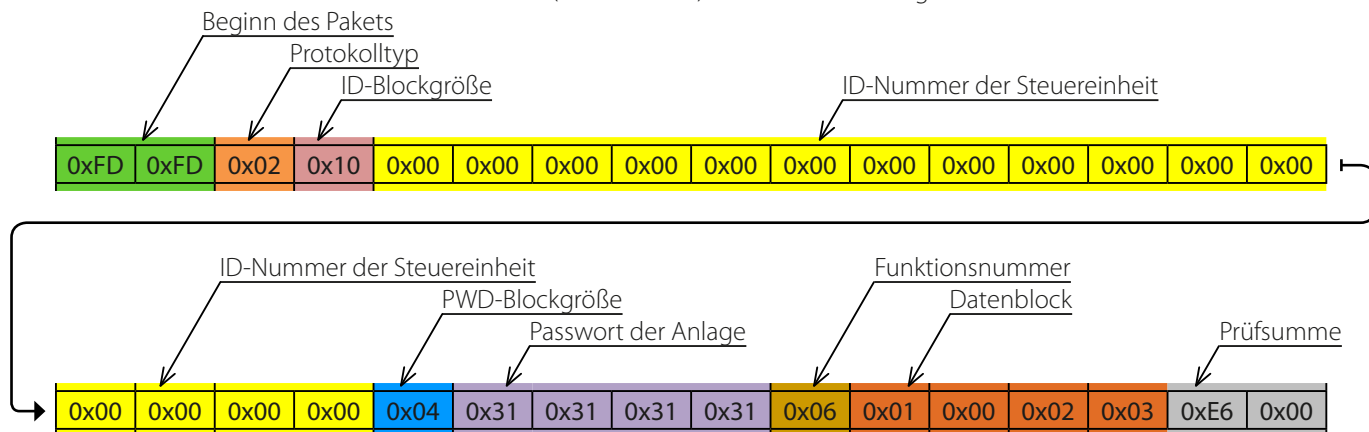 Beginn des Pakets
Protokolltyp
ID-Blockgröße
ID-Nummer der Steuereinheit
0xFD 0xFD 0x02 0x10 0x00 0x00 0x00 0x00 0x00 0x00 0x00 0x00 0x00 0x00 0x00 0x00
ID-Nummer der Steuereinheit
Funktionsnummer
PWD-Blockgröße
Datenblock
Passwort der Anlage
Prüfsumme
0x00 0x00 0x00 0x00 0x04 0x31 0x31 0x31 0x31 0x06 0x01 0x00 0x02 0x03 0xE6 0x00